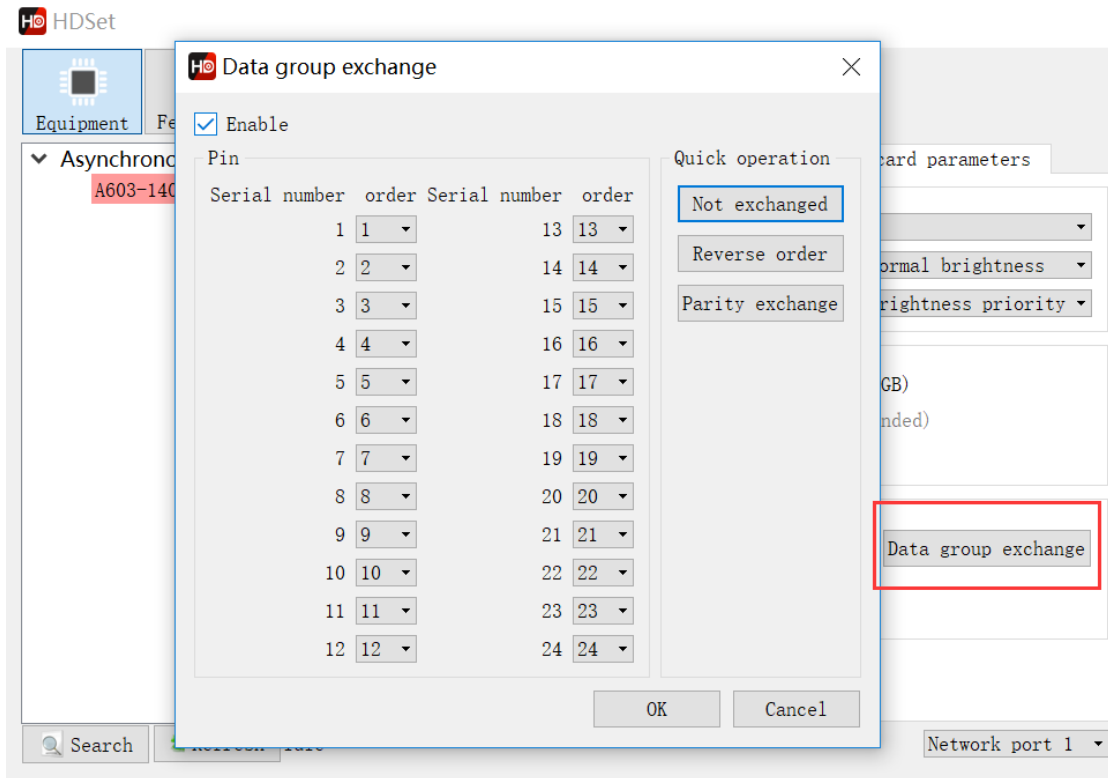 HD HDSet
HD Data group exchange
Equipment
Enable
Asynchrono
A603-140
Pin
Serial number order Serial number order
1 1 13 13
2 2 14 14
3 3 15 15
4 4 16 16
5 5 17 17
6 6 18 18
7 7 19 19
8 8 20 20
9 9 21 21
10 10 22 22
11 11 23 23
12 12 24 24
Quick operation
Not exchanged
Reverse order
Parity exchange
OK Cancel
card parameters
ormal brightness
rightness priority
GB)
nded)
Data group exchange
Search
Network port 1